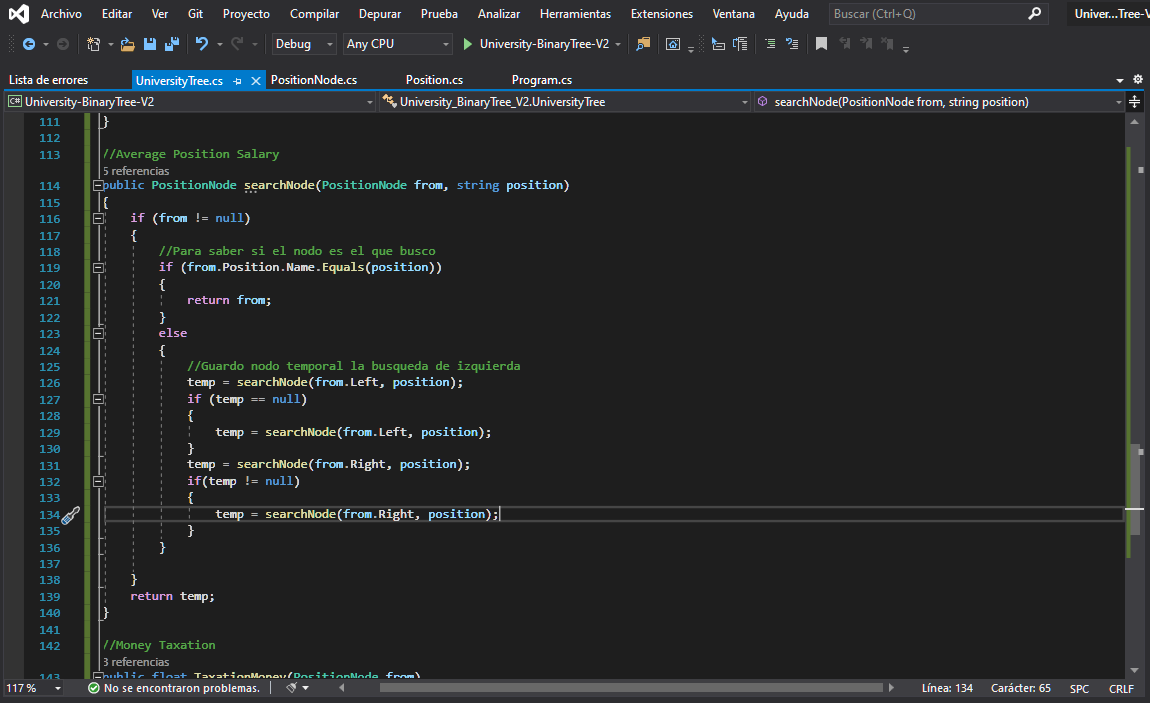 Archivo Editar Ver Git Proyecto Compilar Depurar Prueba Analizar Herramientas Extensiones Ventana Ayuda Buscar (Ctrl+Q) Univer...Tree-V
Debug Any CPU University-BinaryTree-V2
Lista de errores UniversityTree.cs PositionNode.cs Position.cs Program.cs
C# University-BinaryTree-V2 University_BinaryTree_V2.UniversityTree searchNode(PositionNode from, string position)
111 }
112
113 //Average Position Salary
5 referencias
114 public PositionNode searchNode(PositionNode from, string position)
115 {
116 if (from != null)
117 {
118 //Para saber si el nodo es el que busco
119 if (from.Position.Name.Equals(position))
120 {
121 return from;
122 }
123 else
124 {
125 //Guardo nodo temporal la busqueda de izquierda
126 temp = searchNode(from.Left, position);
127 if (temp == null)
128 {
129 temp = searchNode(from.Left, position);
130 }
131 temp = searchNode(from.Right, position);
132 if(temp != null)
133 {
134 temp = searchNode(from.Right, position);
135 }
136 }
137
138 }
139 return temp;
140 }
141
142 //Money Taxation
3 referencias
143 public float TaxationMoney(PositionNode from)
117 % No se encontraron problemas. Línea: 134 Carácter: 65 SPC CRLF